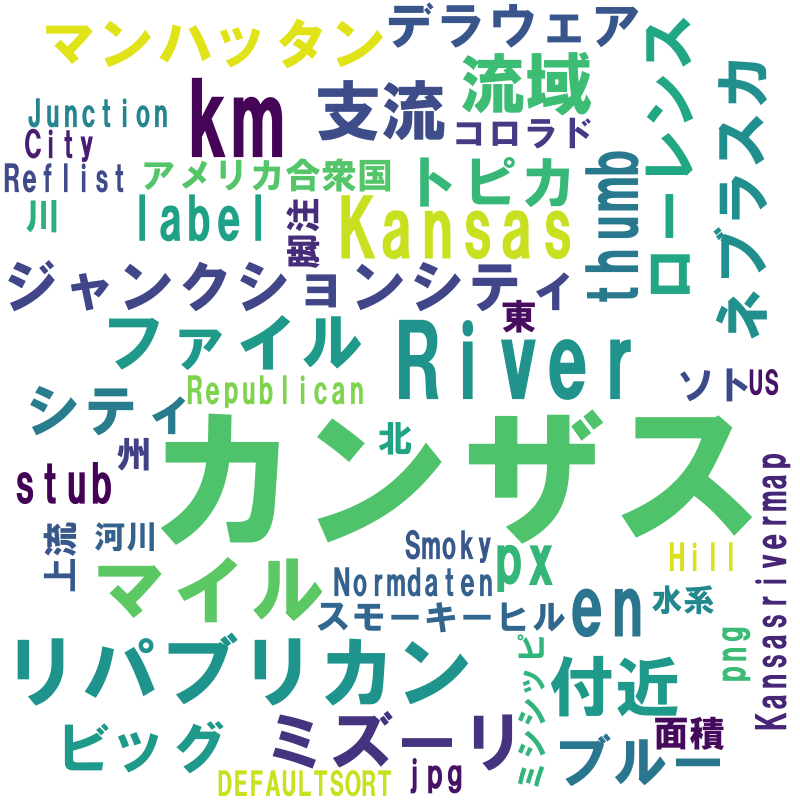 マンハッタン
デラウェア
ローレンス
ネブラスカ
流域
支流
km
Junction
City
コロラド
Reflist
アメリカ合衆国
トピカ
thumb
川
label
脚注
Kansas
ジャンクションシティ
東
ファイル
River
ソト
US
Republican
シティ
カンザス
北
州
stub
Kansasrivermap
上流
河川
Smoky
px
Hill
マイル
Normdaten
en
水系
スモーキーヒル
png
リパブリカン
ミシシッピ
付近
ビッグ
ミズーリ
面積
ブルー
DEFAULTSORT
jpg